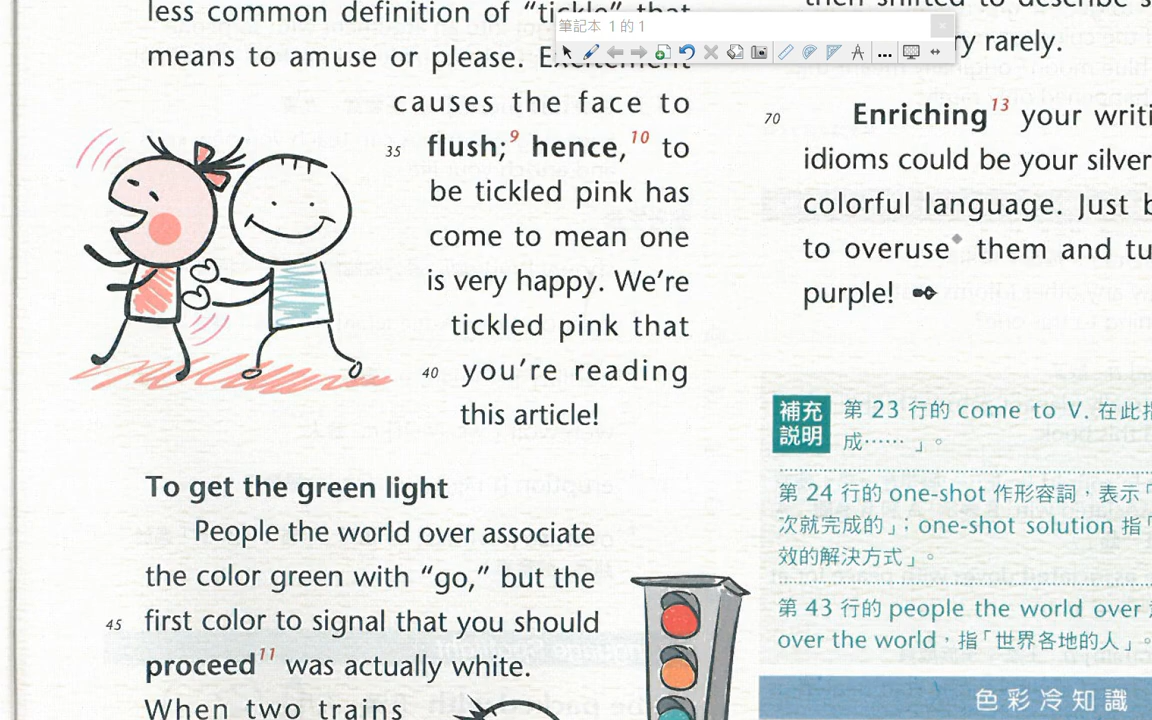 筆記本 1 的 1
less common definition of “tickle” that
means to amuse or please. Excitement
causes the face to
35 flush;9 hence,10 to
be tickled pink has
come to mean one
is very happy. We’re
tickled pink that
40 you’re reading
this article!
To get the green light
People the world over associate
the color green with “go,” but the
45 first color to signal that you should
proceed11 was actually white.
When two trains
then shifted to describe s
ry rarely.
70 Enriching13 your writi
idioms could be your silver
colorful language. Just b
to overuse them and tu
purple!
補充
說明
第 23 行的 come to V. 在此指
成⋯⋯ 」。
第 24 行的 one-shot 作形容詞，表示「
次就完成的」；one-shot solution 指「
效的解決方式」。
第 43 行的 people the world over
over the world，指「世界各地的人」。
色彩冷知識